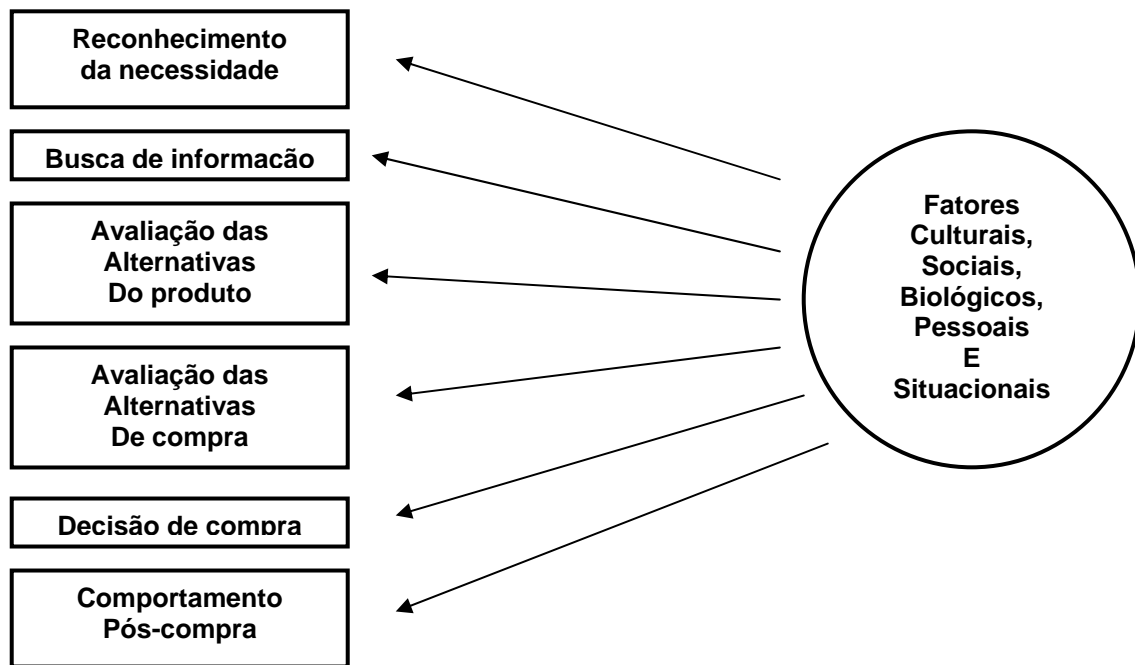 Reconhecimento
da necessidade
Busca de informação
Avaliação das
Alternativas
Do produto
Avaliação das
Alternativas
De compra
Decisão de compra
Comportamento
Pós-compra
Fatores
Culturais,
Sociais,
Biológicos,
Pessoais
E
Situacionais